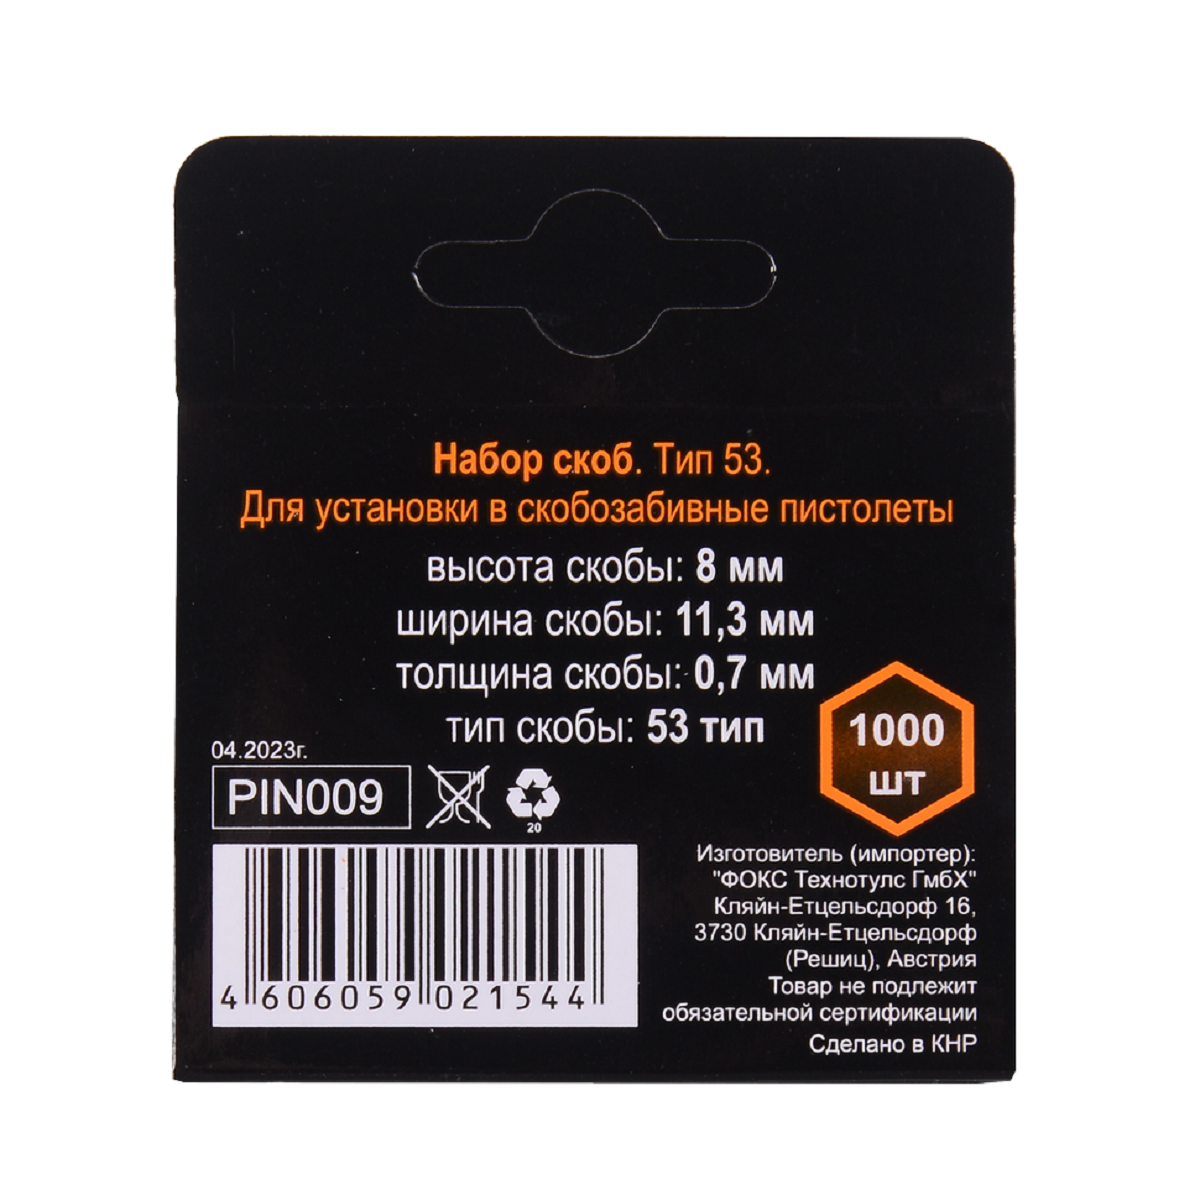 Набор скоб. Тип 53.
Для установки в скобозабивные пистолеты
высота скобы: 8 мм
ширина скобы: 11,3 мм
толщина скобы: 0,7 мм
тип скобы: 53 тип
1000
шт
04.2023г.
PIN009
20
4 606059 021544
Изготовитель (импортер):
"ФОКС Технотулс ГмбХ"
Кляйн-Етцельсдорф 16,
3730 Кляйн-Етцельсдорф
(Решиц), Австрия
Товар не подлежит
обязательной сертификации
Сделано в КНР